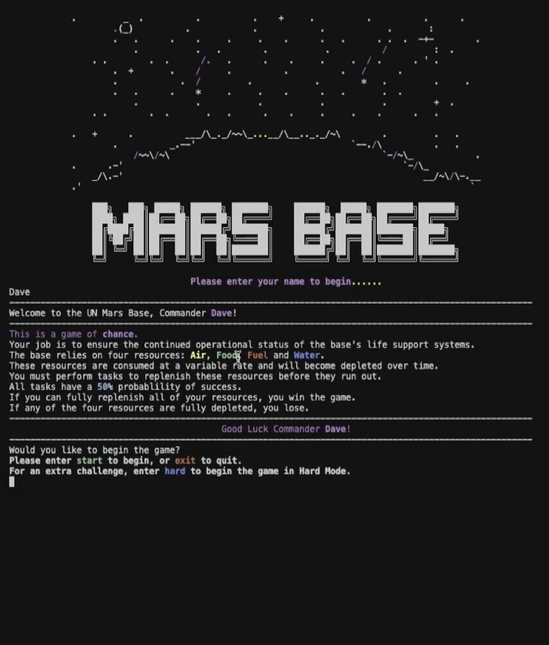 MARS BASE
Please enter your name to begin......
Dave
Welcome to the UN Mars Base, Commander Dave!
This is a game of chance.
Your job is to ensure the continued operational status of the base's life support systems.
The base relies on four resources: Air, Food, Fuel and Water.
These resources are consumed at a variable rate and will become depleted over time.
You must perform tasks to replenish these resources before they run out.
All tasks have a 50% probablility of success.
If you can fully replenish all of your resources, you win the game.
If any of the four resources are fully depleted, you lose.
Good Luck Commander Dave!
Would you like to begin the game?
Please enter start to begin, or exit to quit.
For an extra challenge, enter hard to begin the game in Hard Mode.